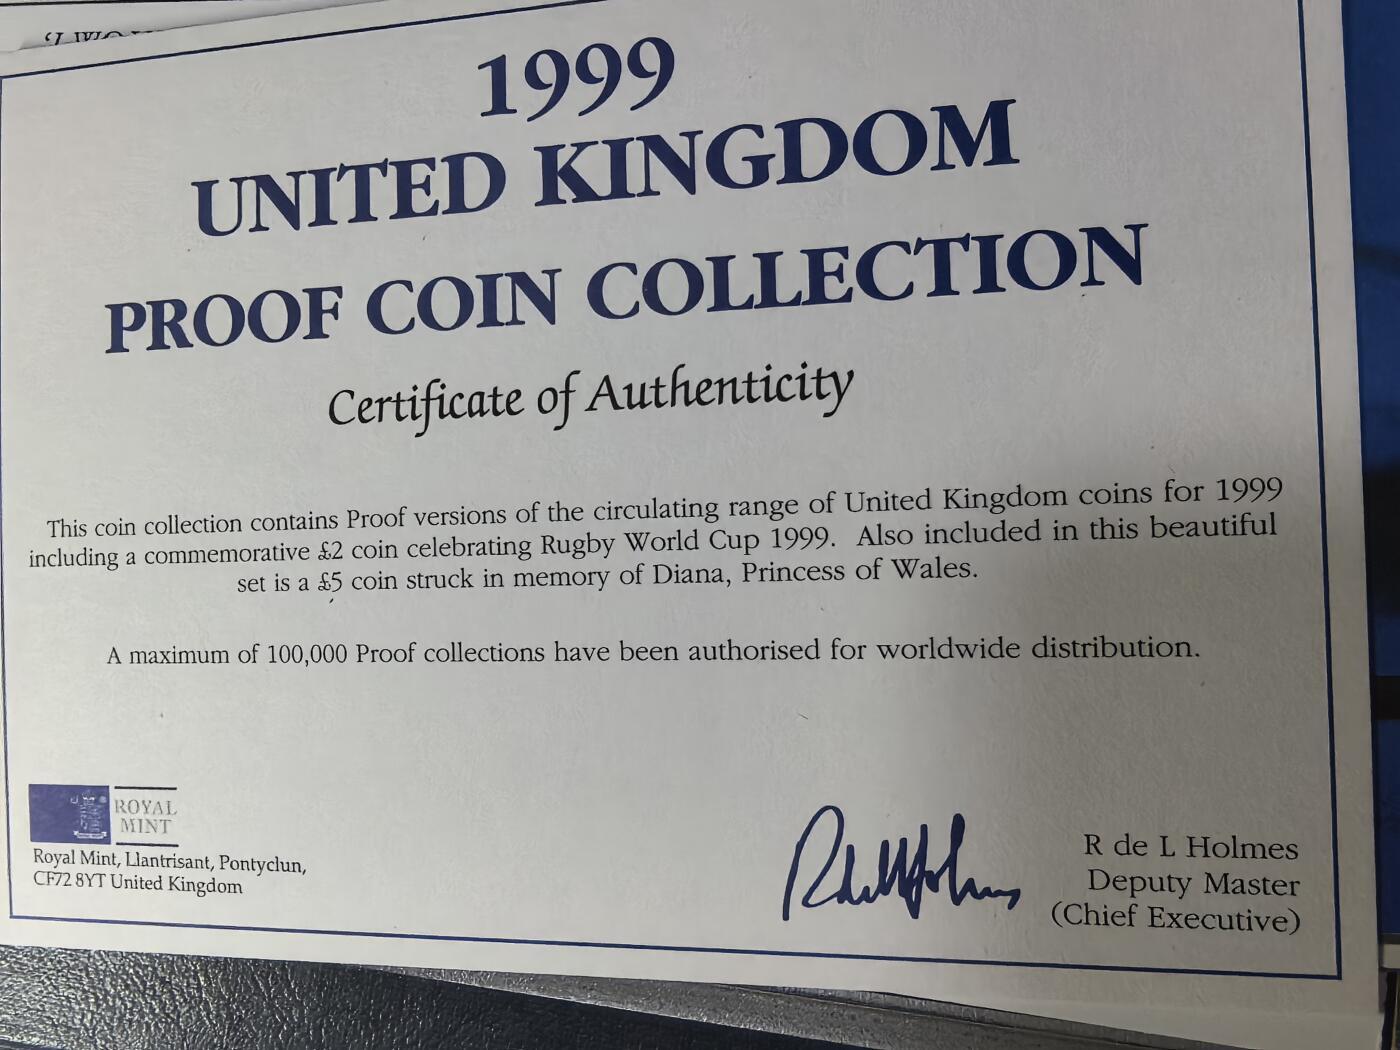 1999
UNITED KINGDOM
PROOF COIN COLLECTION
Certificate of Authenticity
This coin collection contains Proof versions of the circulating range of United Kingdom coins for 1999
including a commemorative £2 coin celebrating Rugby World Cup 1999. Also included in this beautiful
set is a £5 coin struck in memory of Diana, Princess of Wales.
A maximum of 100,000 Proof collections have been authorised for worldwide distribution.
ROYAL
MINT
Royal Mint, Llantrisant, Pontyclun,
CF72 8YT United Kingdom
R de L Holmes
Deputy Master
(Chief Executive)